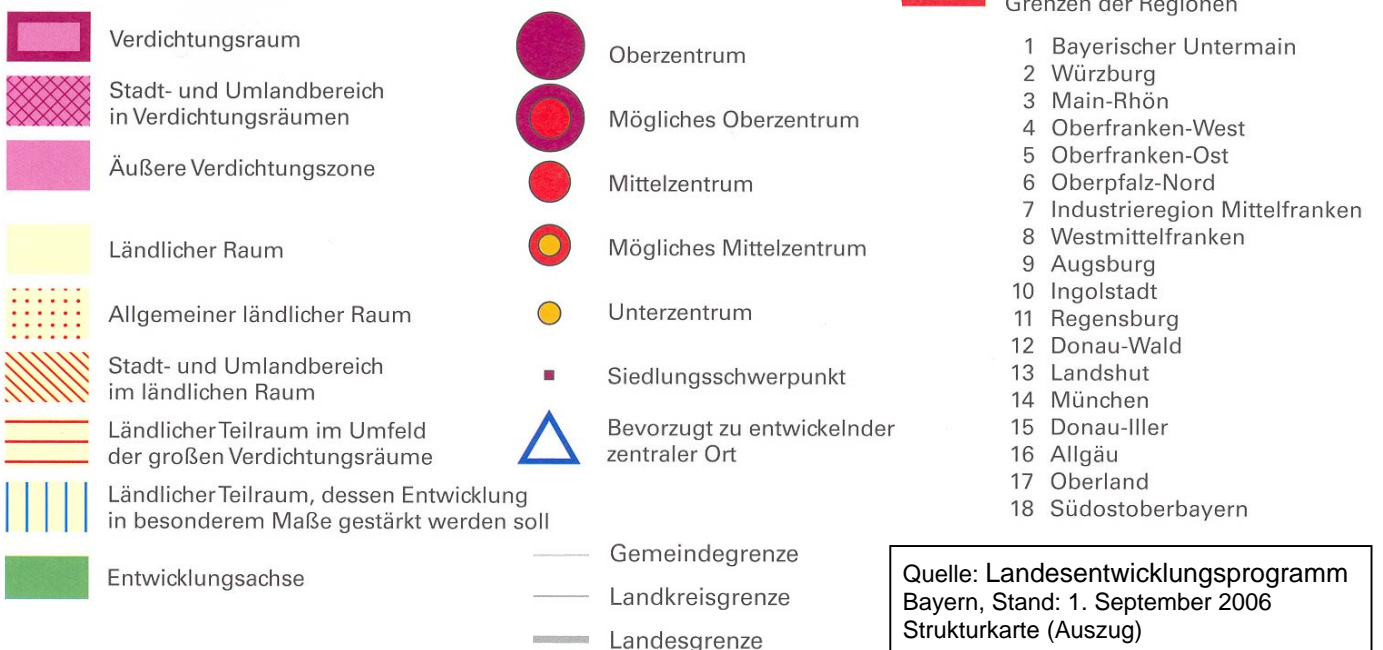 Verdichtungsraum
Stadt- und Umlandbereich
in Verdichtungsräumen
Äußere Verdichtungszone
Ländlicher Raum
Allgemeiner ländlicher Raum
Stadt- und Umlandbereich
im ländlichen Raum
Ländlicher Teilraum im Umfeld
der großen Verdichtungsräume
Ländlicher Teilraum, dessen Entwicklung
in besonderem Maße gestärkt werden soll
Entwicklungsachse
Oberzentrum
Mögliches Oberzentrum
Mittelzentrum
Mögliches Mittelzentrum
Unterzentrum
Siedlungsschwerpunkt
Bevorzugt zu entwickelnder
zentraler Ort
Gemeindegrenze
Landkreisgrenze
Landesgrenze
Grenzen der Regionen
1 Bayerischer Untermain
2 Würzburg
3 Main-Rhön
4 Oberfranken-West
5 Oberfranken-Ost
6 Oberpfalz-Nord
7 Industrieregion Mittelfranken
8 Westmittelfranken
9 Augsburg
10 Ingolstadt
11 Regensburg
12 Donau-Wald
13 Landshut
14 München
15 Donau-Iller
16 Allgäu
17 Oberland
18 Südostoberbayern
Quelle: Landesentwicklungsprogramm
Bayern, Stand: 1. September 2006
Strukturkarte (Auszug)